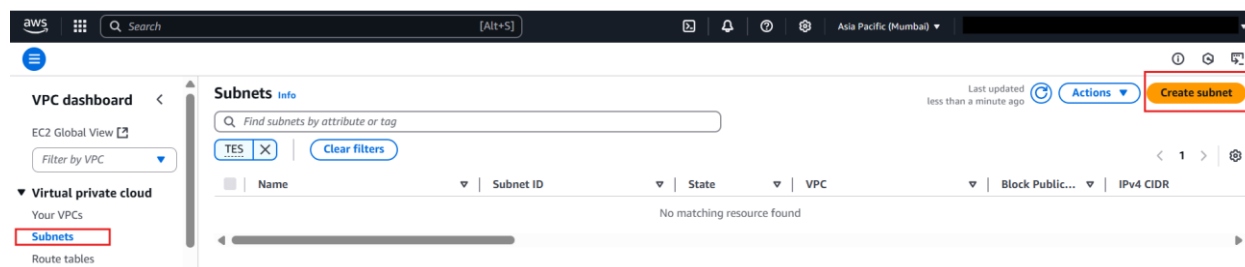 aws
Search
[Alt+S]
Asia Pacific (Mumbai)
VPC dashboard
EC2 Global View
Filter by VPC
Virtual private cloud
Your VPCs
Subnets
Route tables
Subnets Info
Last updated
less than a minute ago
Actions
Create subnet
Find subnets by attribute or tag
TES
Clear filters
1
Name
Subnet ID
State
VPC
Block Public...
IPv4 CIDR
No matching resource found